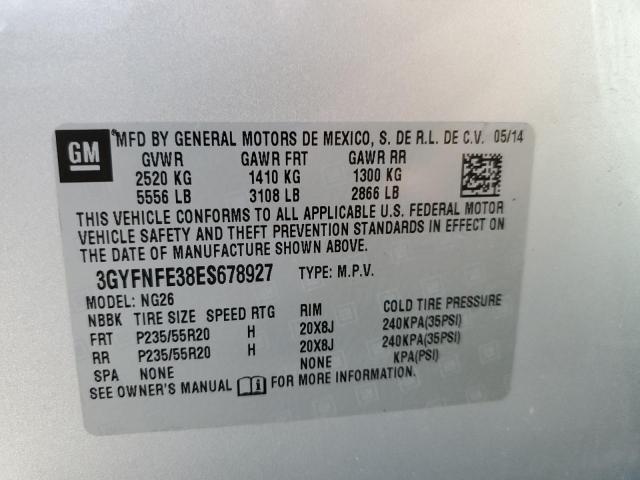 GM
®MFD BY GENERAL MOTORS DE MEXICO, S. DE R.L. DE C.V. 05/14
GVWR GAWR FRT GAWR RR
2520 KG 1410 KG 1300 KG
5556 LB 3108 LB 2866 LB
THIS VEHICLE CONFORMS TO ALL APPLICABLE U.S. FEDERAL MOTOR
VEHICLE SAFETY AND THEFT PREVENTION STANDARDS IN EFFECT ON
THE DATE OF MANUFACTURE SHOWN ABOVE.
3GYFNFE38ES678927 TYPE: M.P.V.
MODEL: NG26
NBBK TIRE SIZE SPEED RTG RIM COLD TIRE PRESSURE
FRT P235/55R20 H 20X8J 240KPA(35PSI)
RR P235/55R20 H 20X8J 240KPA(35PSI)
SPA NONE NONE KPA(PSI)
SEE OWNER'S MANUAL FOR MORE INFORMATION.